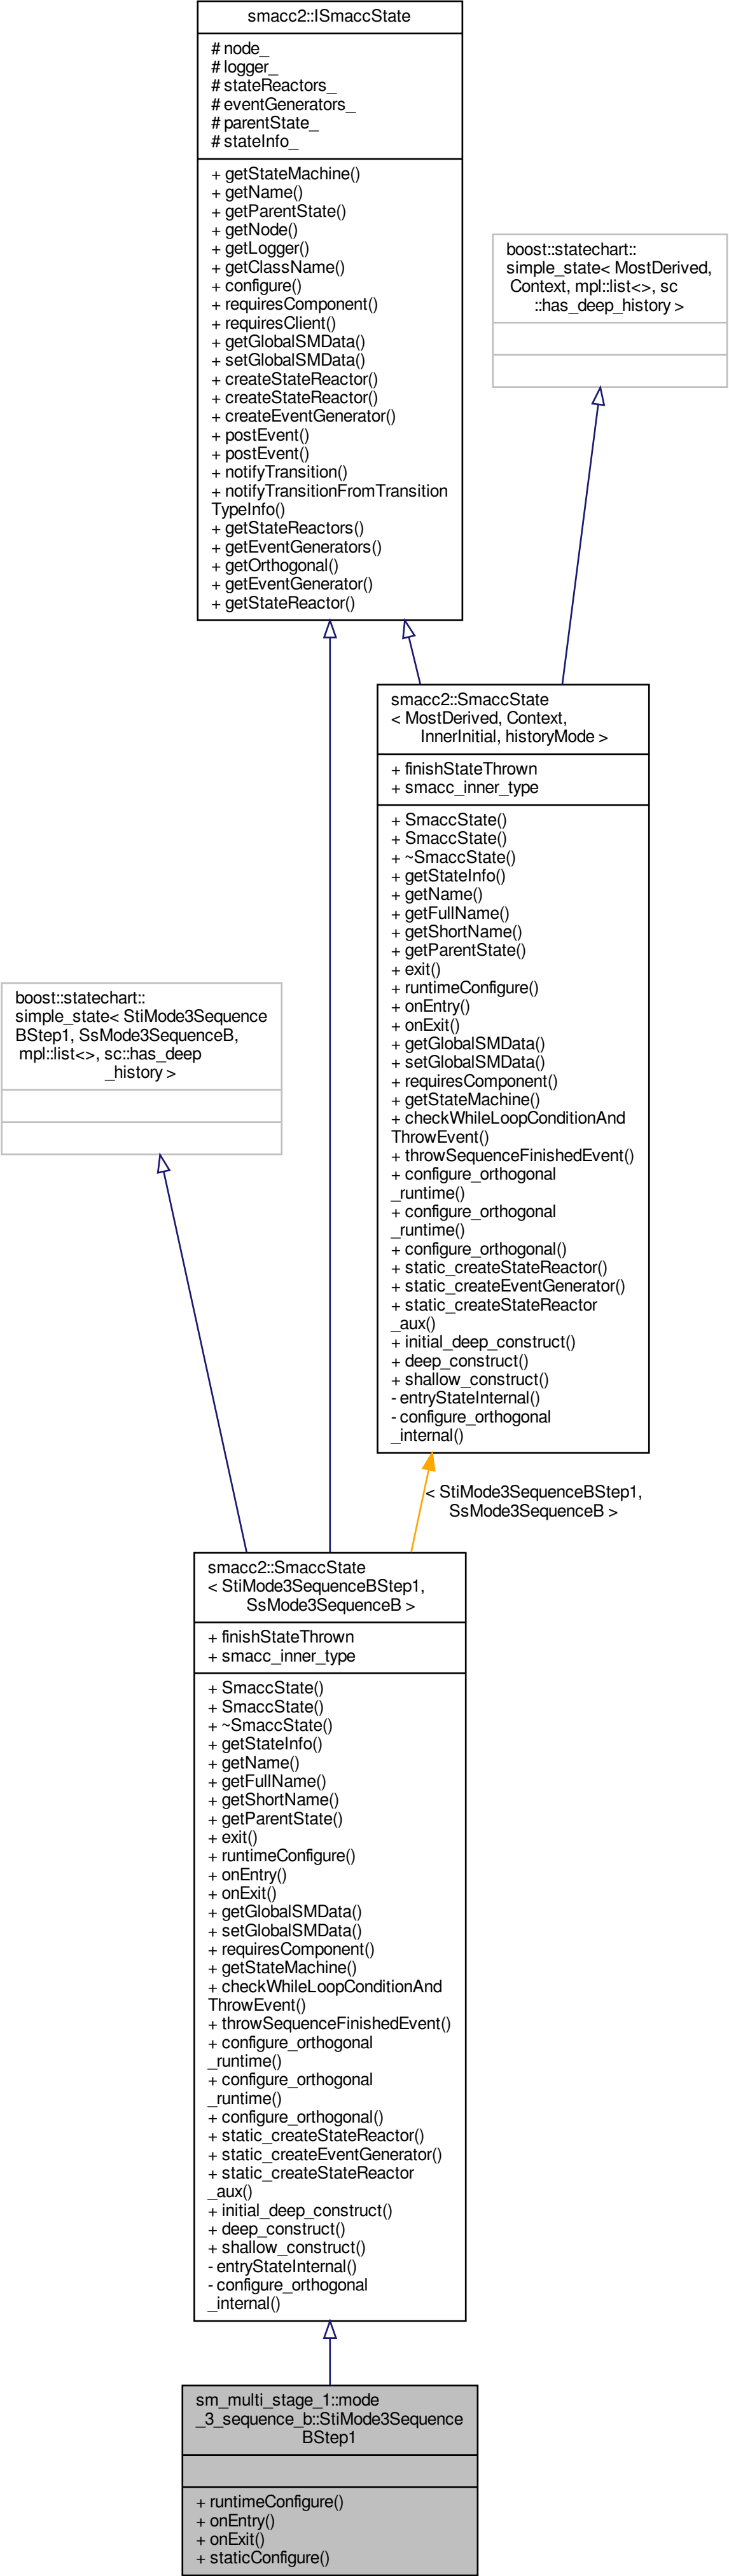 smacc2::ISmaccState
# node_
# logger_
# stateReactors_
# eventGenerators_
# parentState_
# stateInfo_
+ getStateMachine()
+ getName()
+ getParentState()
+ getNode()
+ getLogger()
+ getClassName()
+ configure()
+ requiresComponent()
+ requiresClient()
+ getGlobalSMData()
+ setGlobalSMData()
+ createStateReactor()
+ createStateReactor()
+ createEventGenerator()
+ postEvent()
+ postEvent()
+ notifyTransition()
+ notifyTransitionFromTransition
TypeInfo()
+ getStateReactors()
+ getEventGenerators()
+ getOrthogonal()
+ getEventGenerator()
+ getStateReactor()
boost::statechart::
simple_state< MostDerived,
Context, mpl::list<>, sc
::has_deep_history >
smacc2::SmaccState
< MostDerived, Context,
InnerInitial, historyMode >
+ finishStateThrown
+ smacc_inner_type
+ SmaccState()
+ SmaccState()
+ ~SmaccState()
+ getStateInfo()
+ getName()
+ getFullName()
+ getShortName()
+ getParentState()
+ exit()
+ runtimeConfigure()
+ onEntry()
+ onExit()
+ getGlobalSMData()
+ setGlobalSMData()
+ requiresComponent()
+ getStateMachine()
+ checkWhileLoopConditionAnd
ThrowEvent()
+ throwSequenceFinishedEvent()
+ configure_orthogonal
_runtime()
+ configure_orthogonal
_runtime()
+ configure_orthogonal()
+ static_createStateReactor()
+ static_createEventGenerator()
+ static_createStateReactor
_aux()
+ initial_deep_construct()
+ deep_construct()
+ shallow_construct()
- entryStateInternal()
- configure_orthogonal
_internal()
boost::statechart::
simple_state< StiMode3Sequence
BStep1, SsMode3SequenceB,
mpl::list<>, sc::has_deep
_history >
< StiMode3SequenceBStep1,
SsMode3SequenceB >
smacc2::SmaccState
< StiMode3SequenceBStep1,
SsMode3SequenceB >
+ finishStateThrown
+ smacc_inner_type
+ SmaccState()
+ SmaccState()
+ ~SmaccState()
+ getStateInfo()
+ getName()
+ getFullName()
+ getShortName()
+ getParentState()
+ exit()
+ runtimeConfigure()
+ onEntry()
+ onExit()
+ getGlobalSMData()
+ setGlobalSMData()
+ requiresComponent()
+ getStateMachine()
+ checkWhileLoopConditionAnd
ThrowEvent()
+ throwSequenceFinishedEvent()
+ configure_orthogonal
_runtime()
+ configure_orthogonal
_runtime()
+ configure_orthogonal()
+ static_createStateReactor()
+ static_createEventGenerator()
+ static_createStateReactor
_aux()
+ initial_deep_construct()
+ deep_construct()
+ shallow_construct()
- entryStateInternal()
- configure_orthogonal
_internal()
sm_multi_stage_1::mode
_3_sequence_b::StiMode3Sequence
BStep1
+ runtimeConfigure()
+ onEntry()
+ onExit()
+ staticConfigure()